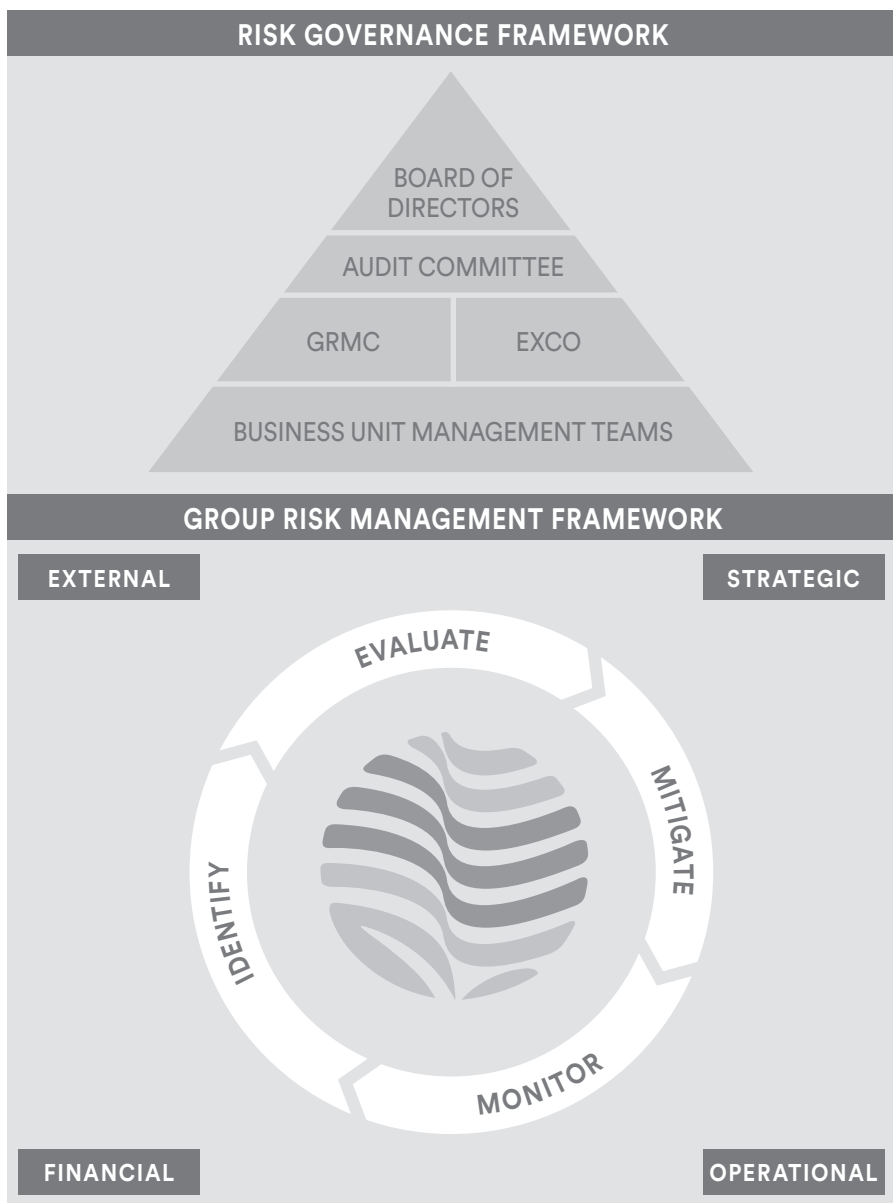 RISK GOVERNANCE FRAMEWORK
BOARD OF
DIRECTORS
AUDIT COMMITTEE
GRMC
EXCO
BUSINESS UNIT MANAGEMENT TEAMS
GROUP RISK MANAGEMENT FRAMEWORK
EXTERNAL
STRATEGIC
EVALUATE
MITIGATE
IDENTIFY
MONITOR
FINANCIAL
OPERATIONAL